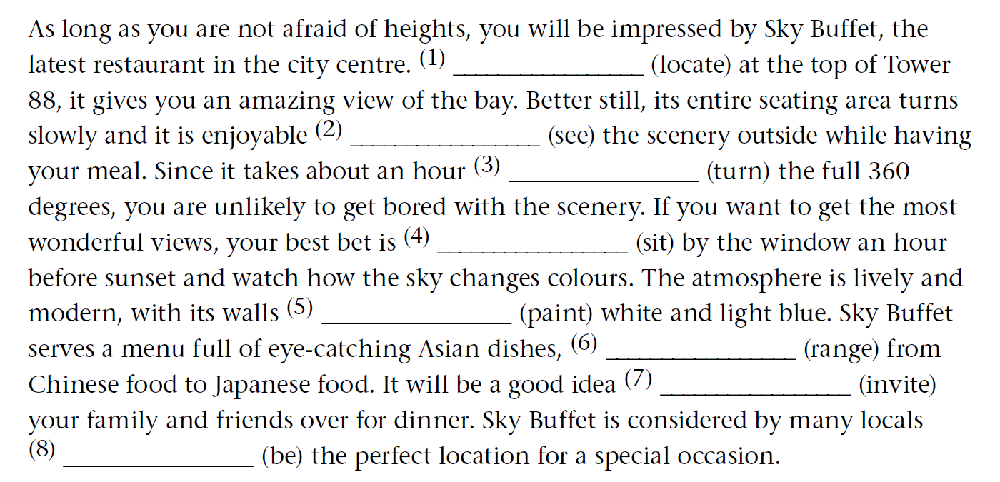 As long as you are not afraid of heights, you will be impressed by Sky Buffet, the
latest restaurant in the city centre. (1) ________________ (locate) at the top of Tower
88, it gives you an amazing view of the bay. Better still, its entire seating area turns
slowly and it is enjoyable (2) ________________ (see) the scenery outside while having
your meal. Since it takes about an hour (3) ________________ (turn) the full 360
degrees, you are unlikely to get bored with the scenery. If you want to get the most
wonderful views, your best bet is (4) ________________ (sit) by the window an hour
before sunset and watch how the sky changes colours. The atmosphere is lively and
modern, with its walls (5) ________________ (paint) white and light blue. Sky Buffet
serves a menu full of eye-catching Asian dishes, (6) ________________ (range) from
Chinese food to Japanese food. It will be a good idea (7) ________________ (invite)
your family and friends over for dinner. Sky Buffet is considered by many locals
(8) ________________ (be) the perfect location for a special occasion.